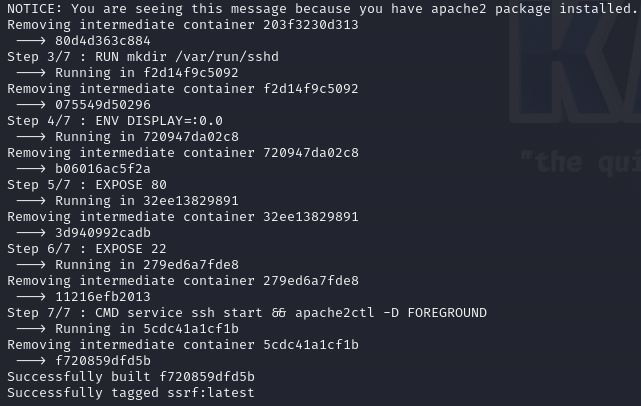 NOTICE: You are seeing this message because you have apache2 package installed.
Removing intermediate container 203f3230d313
---> 80d4d363c884
Step 3/7 : RUN mkdir /var/run/sshd
---> Running in f2d14f9c5092
Removing intermediate container f2d14f9c5092
---> 075549d50296
Step 4/7 : ENV DISPLAY=:0.0
---> Running in 720947da02c8
Removing intermediate container 720947da02c8
---> b06016ac5f2a
Step 5/7 : EXPOSE 80
---> Running in 32ee13829891
Removing intermediate container 32ee13829891
---> 3d940992cadb
Step 6/7 : EXPOSE 22
---> Running in 279ed6a7fde8
Removing intermediate container 279ed6a7fde8
---> 11216efb2013
Step 7/7 : CMD service ssh start && apache2ctl -D FOREGROUND
---> Running in 5cdc41a1cf1b
Removing intermediate container 5cdc41a1cf1b
---> f720859dfd5b
Successfully built f720859dfd5b
Successfully tagged ssrf:latest
KA
"the qui